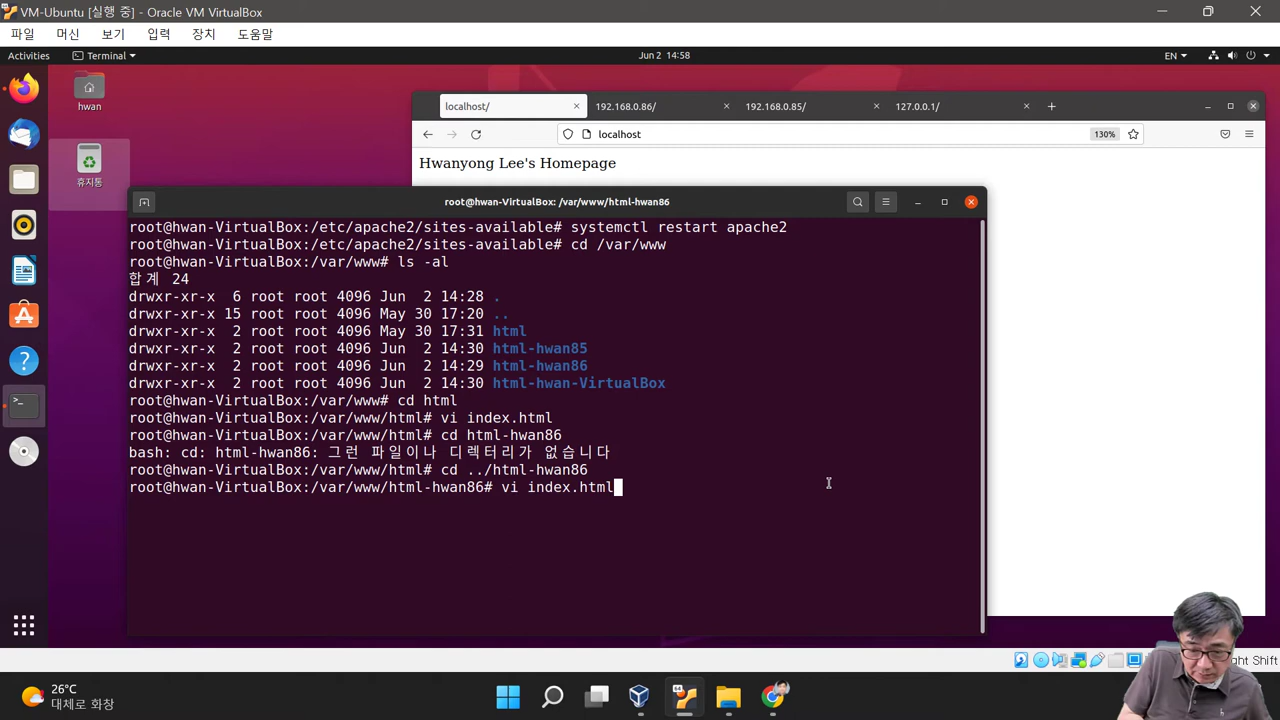 VM-Ubuntu [실행 중] - Oracle VM VirtualBox
파일 머신 보기 입력 장치 도움말
Activities Terminal Jun 2 14:58 EN
hwan
휴지통
localhost/ 192.168.0.86/ 192.168.0.85/ 127.0.0.1/
localhost 130%
Hwanyong Lee's Homepage
root@hwan-VirtualBox: /var/www/html-hwan86
root@hwan-VirtualBox:/etc/apache2/sites-available# systemctl restart apache2
root@hwan-VirtualBox:/etc/apache2/sites-available# cd /var/www
root@hwan-VirtualBox:/var/www# ls -al
합계 24
drwxr-xr-x 6 root root 4096 Jun 2 14:28 .
drwxr-xr-x 15 root root 4096 May 30 17:20 ..
drwxr-xr-x 2 root root 4096 May 30 17:31 html
drwxr-xr-x 2 root root 4096 Jun 2 14:30 html-hwan85
drwxr-xr-x 2 root root 4096 Jun 2 14:29 html-hwan86
drwxr-xr-x 2 root root 4096 Jun 2 14:30 html-hwan-VirtualBox
root@hwan-VirtualBox:/var/www# cd html
root@hwan-VirtualBox:/var/www/html# vi index.html
root@hwan-VirtualBox:/var/www/html# cd html-hwan86
bash: cd: html-hwan86: 그런 파일이나 디렉터리가 없습니다
root@hwan-VirtualBox:/var/www/html# cd ../html-hwan86
root@hwan-VirtualBox:/var/www/html-hwan86# vi index.html
ght Shift
26°C
대체로 화창